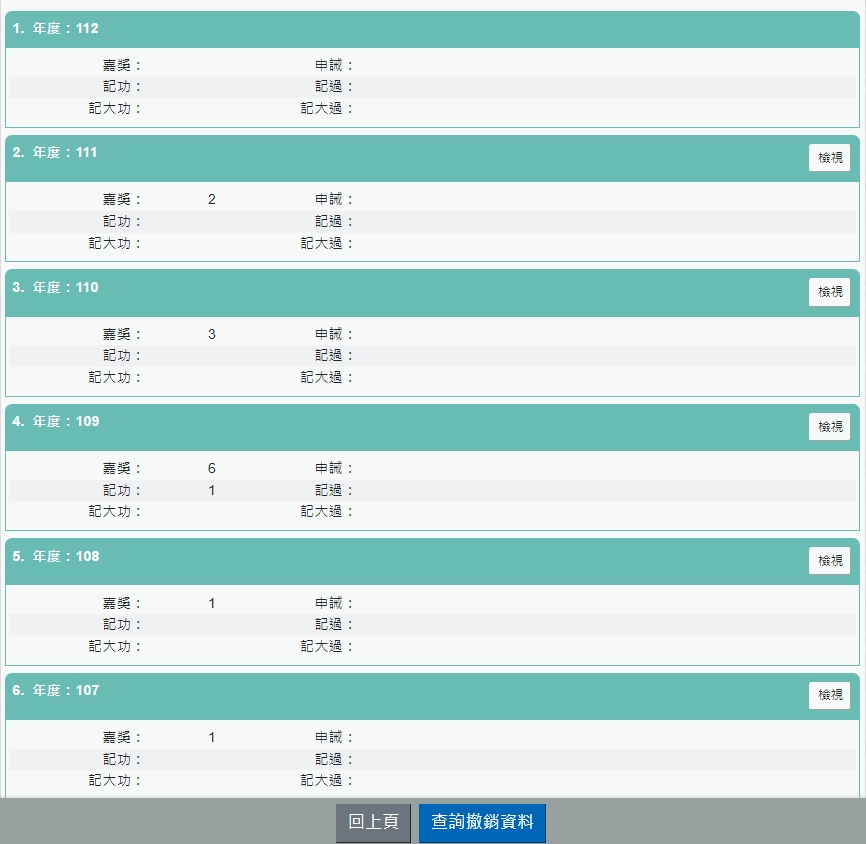 1. 年度：112
嘉獎： 申誡：
記功： 記過：
記大功： 記大過：
2. 年度：111 檢視
嘉獎： 2 申誡：
記功： 記過：
記大功： 記大過：
3. 年度：110 檢視
嘉獎： 3 申誡：
記功： 記過：
記大功： 記大過：
4. 年度：109 檢視
嘉獎： 6 申誡：
記功： 1 記過：
記大功： 記大過：
5. 年度：108 檢視
嘉獎： 1 申誡：
記功： 記過：
記大功： 記大過：
6. 年度：107 檢視
嘉獎： 1 申誡：
記功： 記過：
記大功： 記大過：
回上頁 查詢撤銷資料